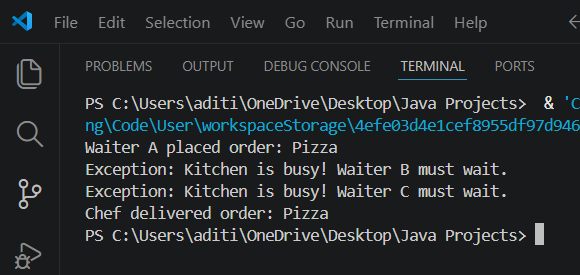 File Edit Selection View Go Run Terminal Help
PROBLEMS OUTPUT DEBUG CONSOLE TERMINAL PORTS
PS C:\Users\aditi\OneDrive\Desktop\Java Projects> & 'C
ng\Code\User\workspaceStorage\4efe03d4e1cef8955df97d946
Waiter A placed order: Pizza
Exception: Kitchen is busy! Waiter B must wait.
Exception: Kitchen is busy! Waiter C must wait.
Chef delivered order: Pizza
PS C:\Users\aditi\OneDrive\Desktop\Java Projects>